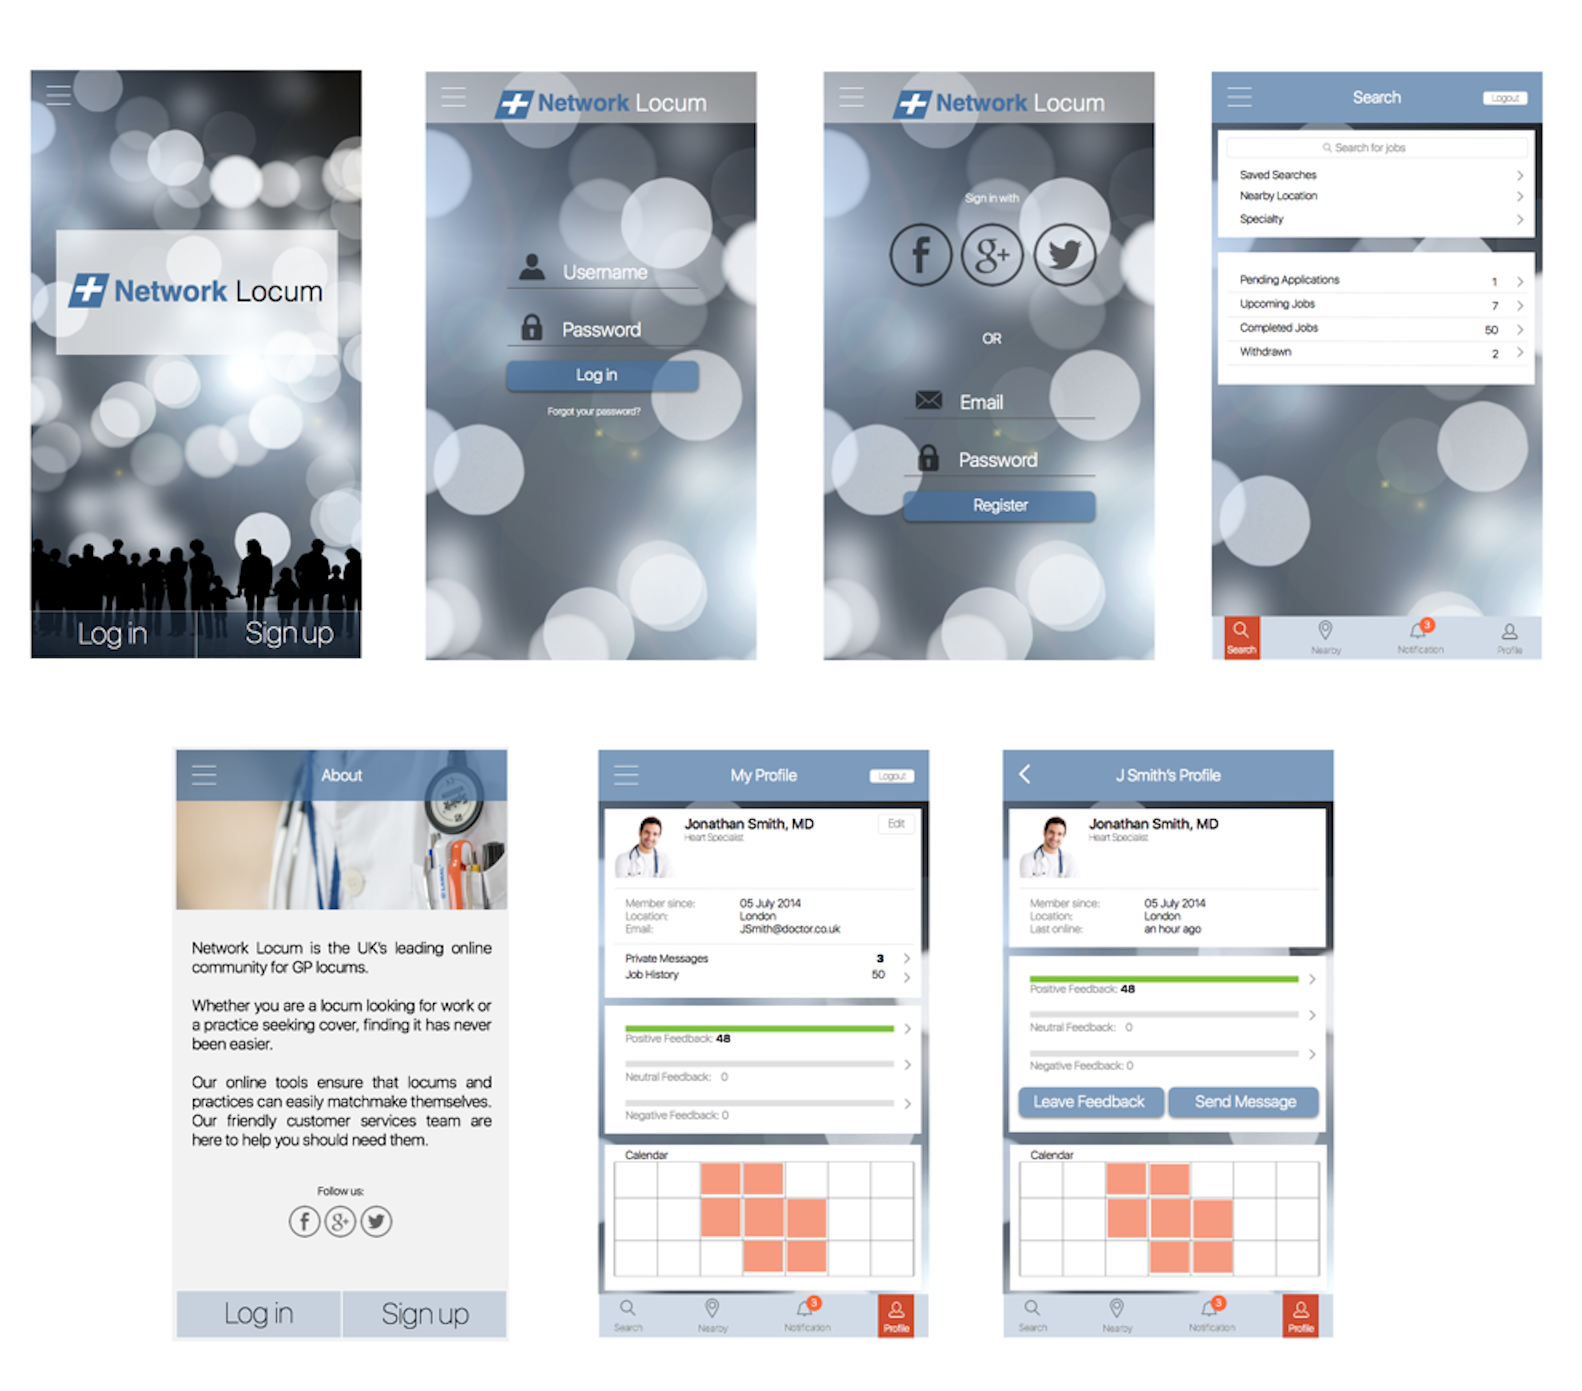 Network Locum
Log in
Sign up
Network Locum
Username
Password
Log in
Forgot your password?
Network Locum
Sign in with
f
g+
OR
Email
Password
Register
Search
Logout
Search for jobs
Saved Searches
Nearby Location
Specialty
Pending Applications 1
Upcoming Jobs 7
Completed Jobs 50
Withdrawn 2
3
Search
Nearby
Notification
Profile
About
Network Locum is the UK's leading online
community for GP locums.
Whether you are a locum looking for work or
a practice seeking cover, finding it has never
been easier.
Our online tools ensure that locums and
practices can easily matchmake themselves.
Our friendly customer services team are
here to help you should need them.
Follow us:
f
g+
Log in
Sign up
My Profile
Logout
Jonathan Smith, MD
Edit
Heart Specialist
Member since: 05 July 2014
Location: London
Email: JSmith@doctor.co.uk
Private Messages 3
Job History 50
Positive Feedback: 48
Neutral Feedback: 0
Negative Feedback: 0
Calendar
3
Search
Nearby
Notification
Profile
J Smith's Profile
Jonathan Smith, MD
Heart Specialist
Member since: 05 July 2014
Location: London
Last online: an hour ago
Positive Feedback: 48
Neutral Feedback: 0
Negative Feedback: 0
Leave Feedback
Send Message
Calendar
3
Search
Nearby
Notification
Profile